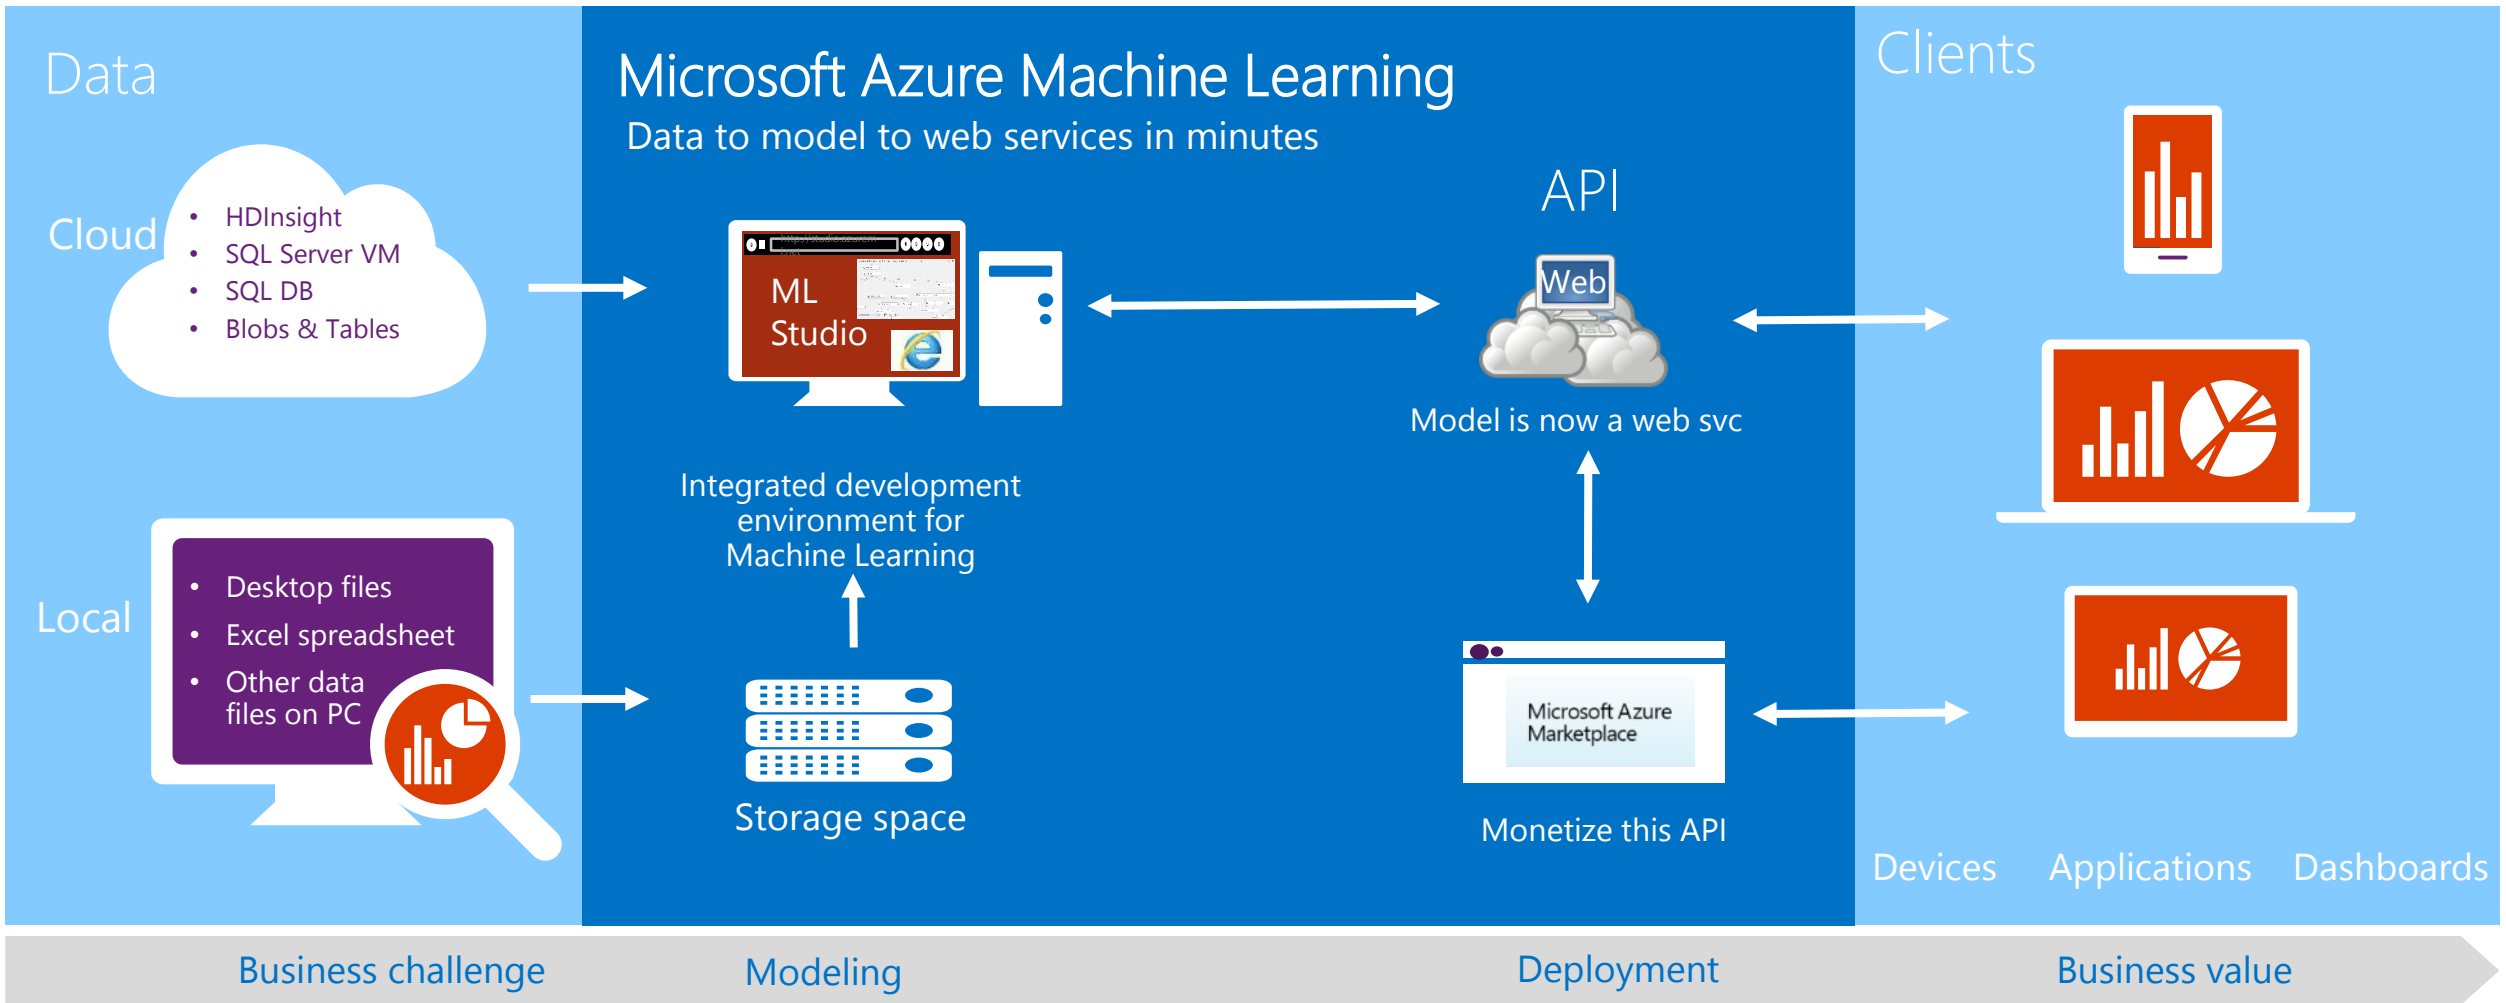 Data
Cloud
• HDInsight
• SQL Server VM
• SQL DB
• Blobs & Tables
Local
• Desktop files
• Excel spreadsheet
• Other data
files on PC
Microsoft Azure Machine Learning
Data to model to web services in minutes
ML
Studio
Integrated development
environment for
Machine Learning
Storage space
API
Web
Model is now a web svc
Microsoft Azure
Marketplace
Monetize this API
Clients
Devices Applications Dashboards
Business challenge Modeling Deployment Business value